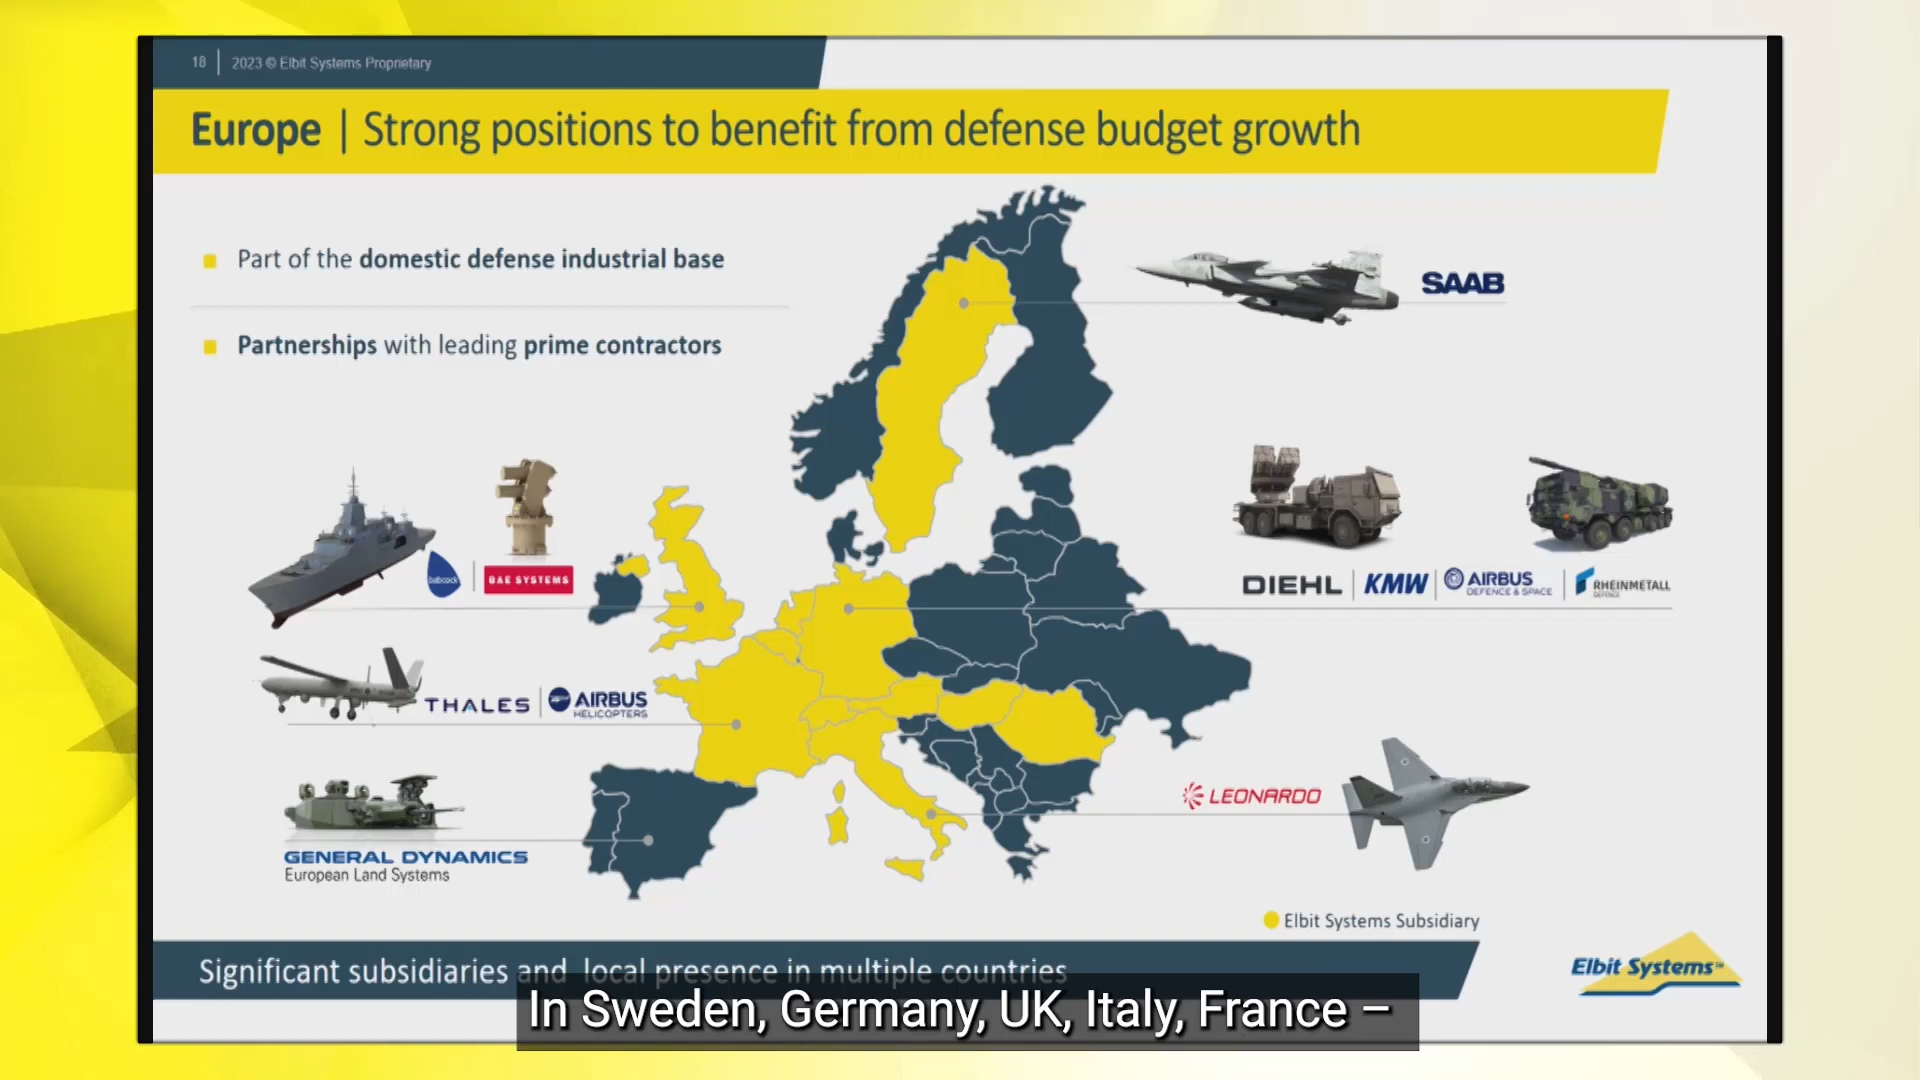 18 | 2023 © Elbit Systems Proprietary
Europe | Strong positions to benefit from defense budget growth
Part of the domestic defense industrial base
Partnerships with leading prime contractors
SAAB
babcock
BAE SYSTEMS
DIEHL
KMW
AIRBUS
DEFENCE & SPACE
RHEINMETALL
DEFENCE
THALES
AIRBUS
HELICOPTERS
LEONARDO
GENERAL DYNAMICS
European Land Systems
Elbit Systems Subsidiary
Significant subsidiaries and local presence in multiple countries
Elbit Systems™
In Sweden, Germany, UK, Italy, France –